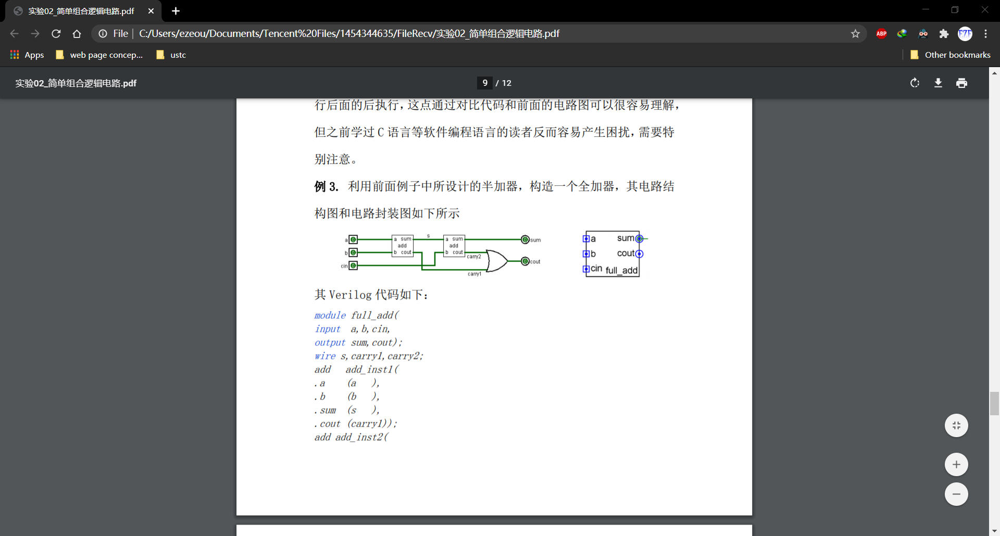 实验02_简单组合逻辑电路.pdf
File | C:/Users/ezeou/Documents/Tencent%20Files/1454344635/FileRecv/实验02_简单组合逻辑电路.pdf
ABP
EZE
Apps
web page concep...
ustc
Other bookmarks
实验02_简单组合逻辑电路.pdf
9 / 12
行后面的后执行，这点通过对比代码和前面的电路图可以很容易理解，
但之前学过 C 语言等软件编程语言的读者反而容易产生困扰，需要特
别注意。
例 3. 利用前面例子中所设计的半加器，构造一个全加器，其电路结
构图和电路封装图如下所示
a 0 a sum s a sum 0 sum
add add
b 0 b cout b cout carry2 0 cout
cin 0
carry1
a sum
b cout
cin full_add
其 Verilog 代码如下：
module full_add(
input a,b,cin,
output sum,cout);
wire s,carry1,carry2;
add add_inst1(
.a (a ),
.b (b ),
.sum (s ),
.cout (carry1));
add add_inst2(